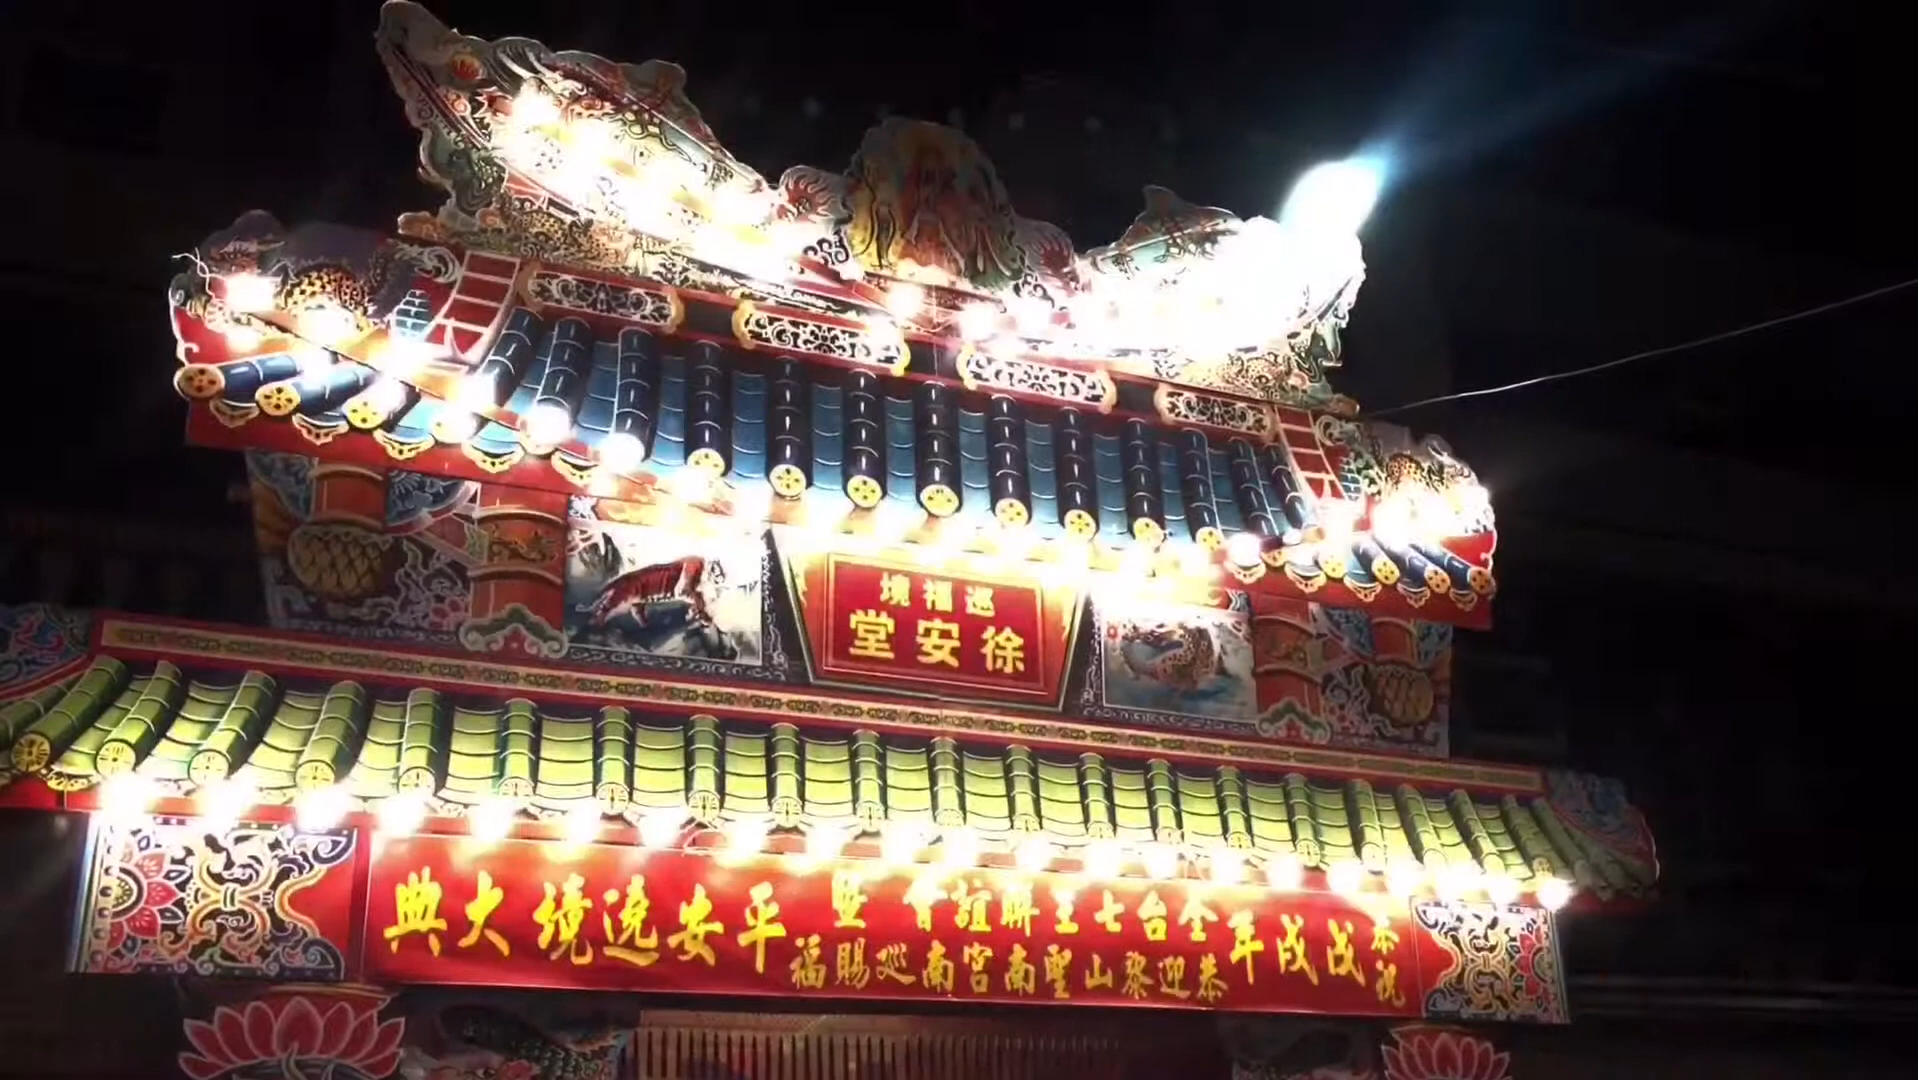 巡福境
徐安堂
恭祝
戊戌年
全台七王聯誼會 暨
恭迎黎山聖南宮南巡賜福
平安遶境大典